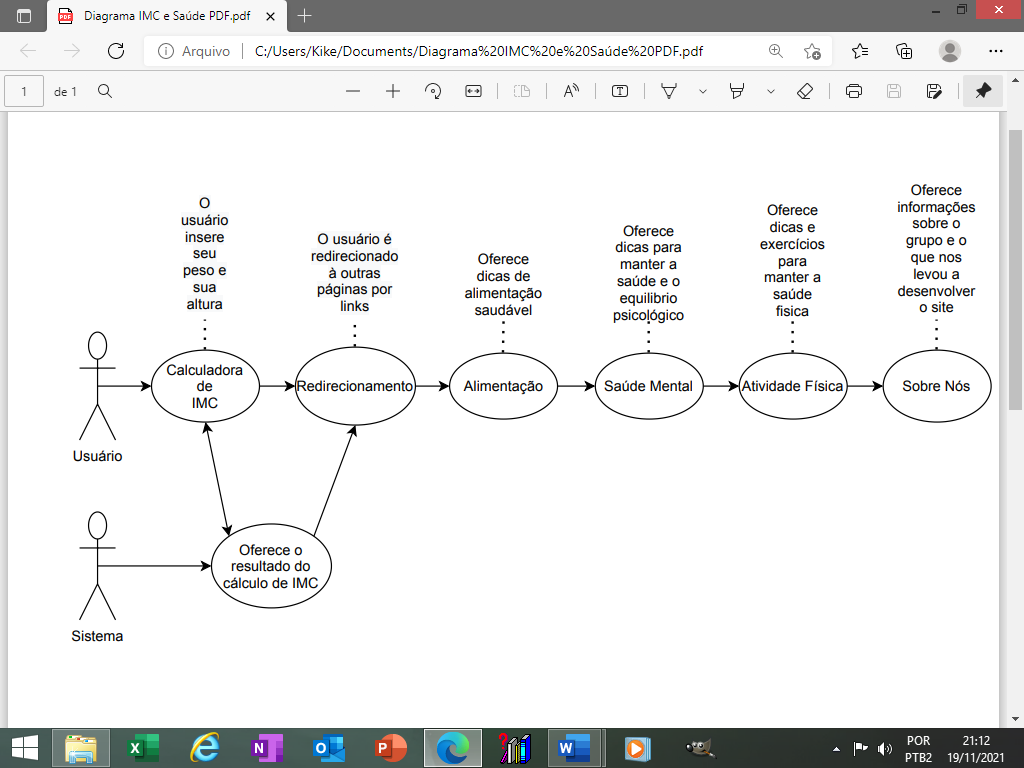 Diagrama IMC e Saúde PDF.pdf
Arquivo
C:/Users/Kike/Documents/Diagrama%20IMC%20e%20Saúde%20PDF.pdf
1
de 1
O
usuário
insere
seu
peso e
sua
altura
O usuário é
redirecionado
à outras
páginas por
links
Oferece
dicas de
alimentação
saudável
Oferece
dicas para
manter a
saúde e o
equilibrio
psicológico
Oferece
dicas e
exercícios
para
manter a
saúde
fisica
Oferece
informações
sobre o
grupo e o
que nos
levou a
desenvolver
o site
Calculadora
de
IMC
Redirecionamento
Alimentação
Saúde Mental
Atividade Física
Sobre Nós
Usuário
Oferece o
resultado do
cálculo de IMC
Sistema
POR
PTB2
21:12
19/11/2021